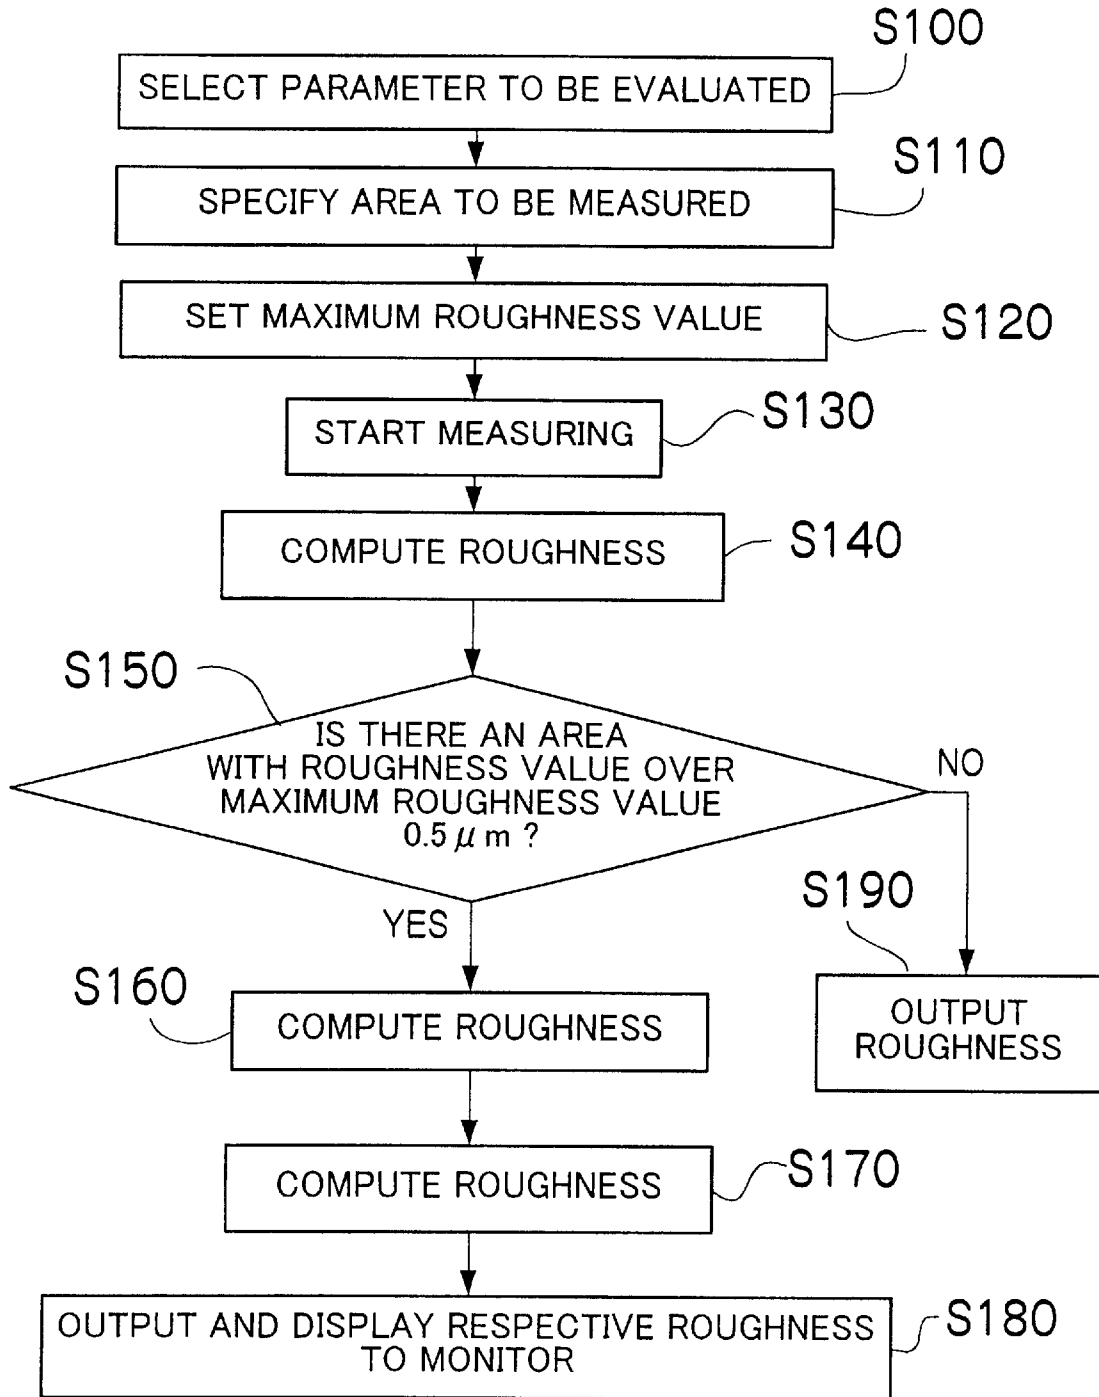 S100
SELECT PARAMETER TO BE EVALUATED
S110
SPECIFY AREA TO BE MEASURED
SET MAXIMUM ROUGHNESS VALUE
S120
START MEASURING
S130
COMPUTE ROUGHNESS
S140
S150
IS THERE AN AREA
WITH ROUGHNESS VALUE OVER
MAXIMUM ROUGHNESS VALUE
0.5 μ m ?
NO
YES
S190
OUTPUT
ROUGHNESS
S160
COMPUTE ROUGHNESS
S170
COMPUTE ROUGHNESS
S180
OUTPUT AND DISPLAY RESPECTIVE ROUGHNESS
TO MONITOR